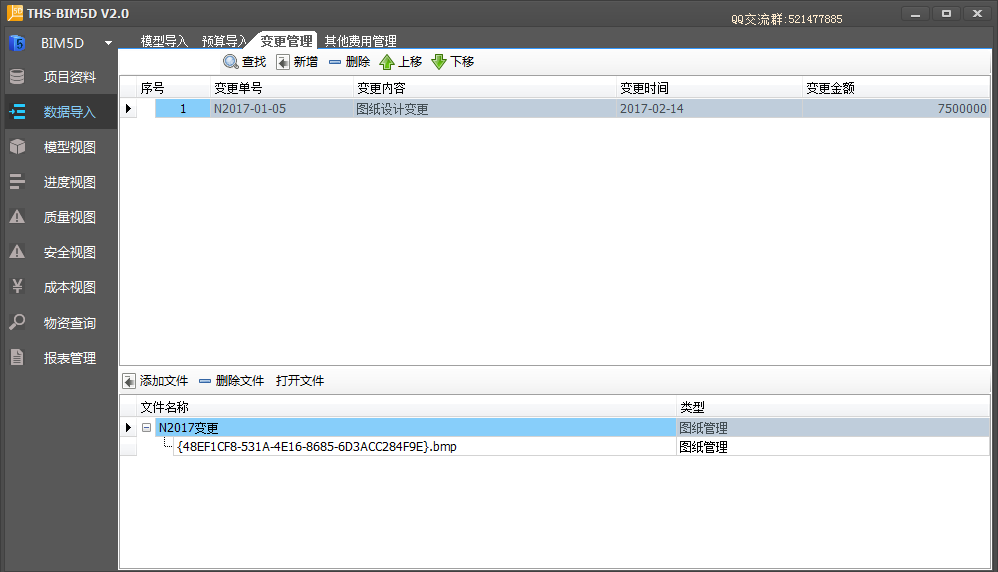 THS-BIM5D V2.0
QQ交流群:521477885
BIM5D
项目资料
数据导入
模型视图
进度视图
质量视图
安全视图
成本视图
物资查询
报表管理
模型导入 预算导入 变更管理 其他费用管理
查找 新增 删除 上移 下移
序号 变更单号 变更内容 变更时间 变更金额
1 N2017-01-05 图纸设计变更 2017-02-14 7500000
添加文件 删除文件 打开文件
文件名称 类型
N2017变更 图纸管理
{48EF1CF8-531A-4E16-8685-6D3ACC284F9E}.bmp 图纸管理